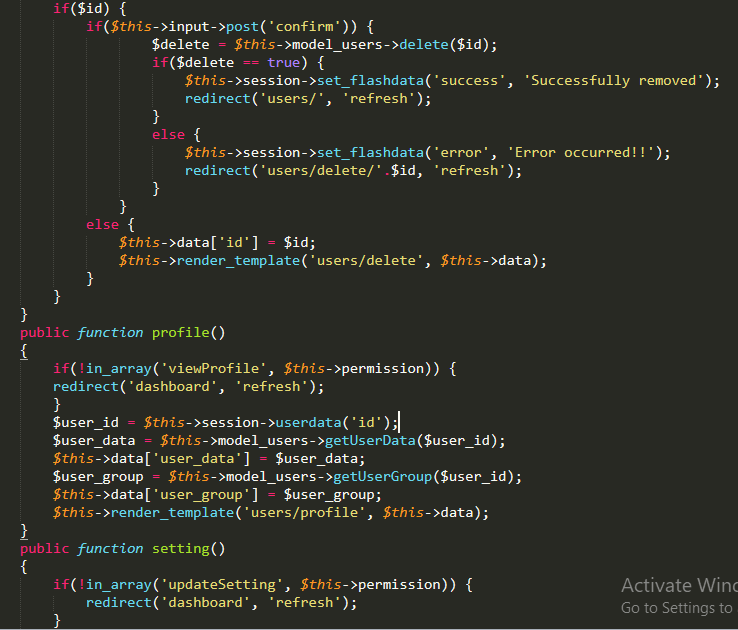 if($id) {
if($this->input->post('confirm')) {
$delete = $this->model_users->delete($id);
if($delete == true) {
$this->session->set_flashdata('success', 'Successfully removed');
redirect('users/', 'refresh');
}
else {
$this->session->set_flashdata('error', 'Error occurred!!');
redirect('users/delete/'.$id, 'refresh');
}
}
else {
$this->data['id'] = $id;
$this->render_template('users/delete', $this->data);
}
}
}
public function profile()
{
if(!in_array('viewProfile', $this->permission)) {
redirect('dashboard', 'refresh');
}
$user_id = $this->session->userdata('id');
$user_data = $this->model_users->getUserData($user_id);
$this->data['user_data'] = $user_data;
$user_group = $this->model_users->getUserGroup($user_id);
$this->data['user_group'] = $user_group;
$this->render_template('users/profile', $this->data);
}
public function setting()
{
if(!in_array('updateSetting', $this->permission)) {
redirect('dashboard', 'refresh');
}
Activate Wind
Go to Settings to